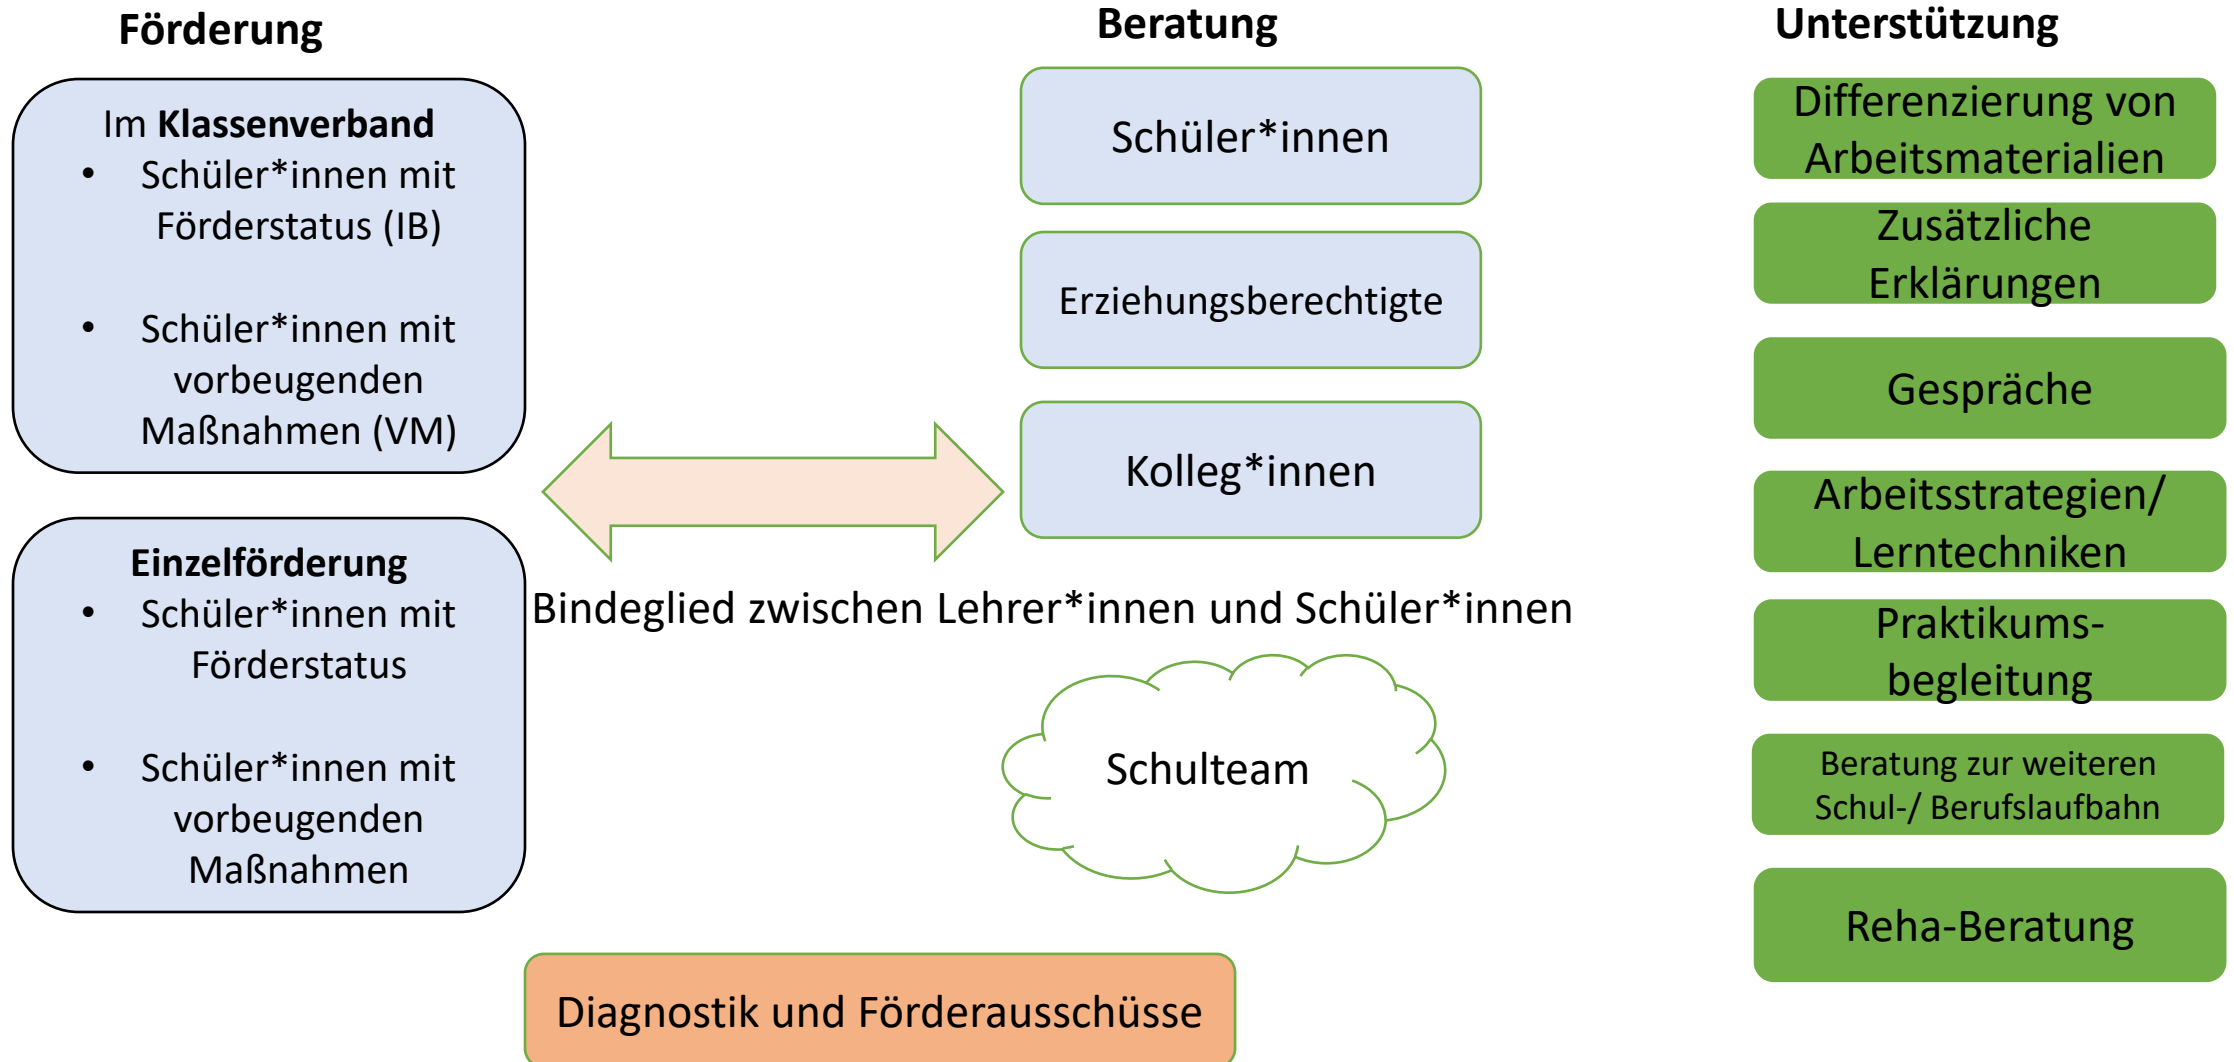 Förderung
Im Klassenverband
• Schüler*innen mit
Förderstatus (IB)
• Schüler*innen mit
vorbeugenden
Maßnahmen (VM)
Einzelförderung
• Schüler*innen mit
Förderstatus
• Schüler*innen mit
vorbeugenden
Maßnahmen
Beratung
Schüler*innen
Erziehungsberechtigte
Kolleg*innen
Bindeglied zwischen Lehrer*innen und Schüler*innen
Schulteam
Diagnostik und Förderausschüsse
Unterstützung
Differenzierung von
Arbeitsmaterialien
Zusätzliche
Erklärungen
Gespräche
Arbeitsstrategien/
Lerntechniken
Praktikums-
begleitung
Beratung zur weiteren
Schul-/ Berufslaufbahn
Reha-Beratung